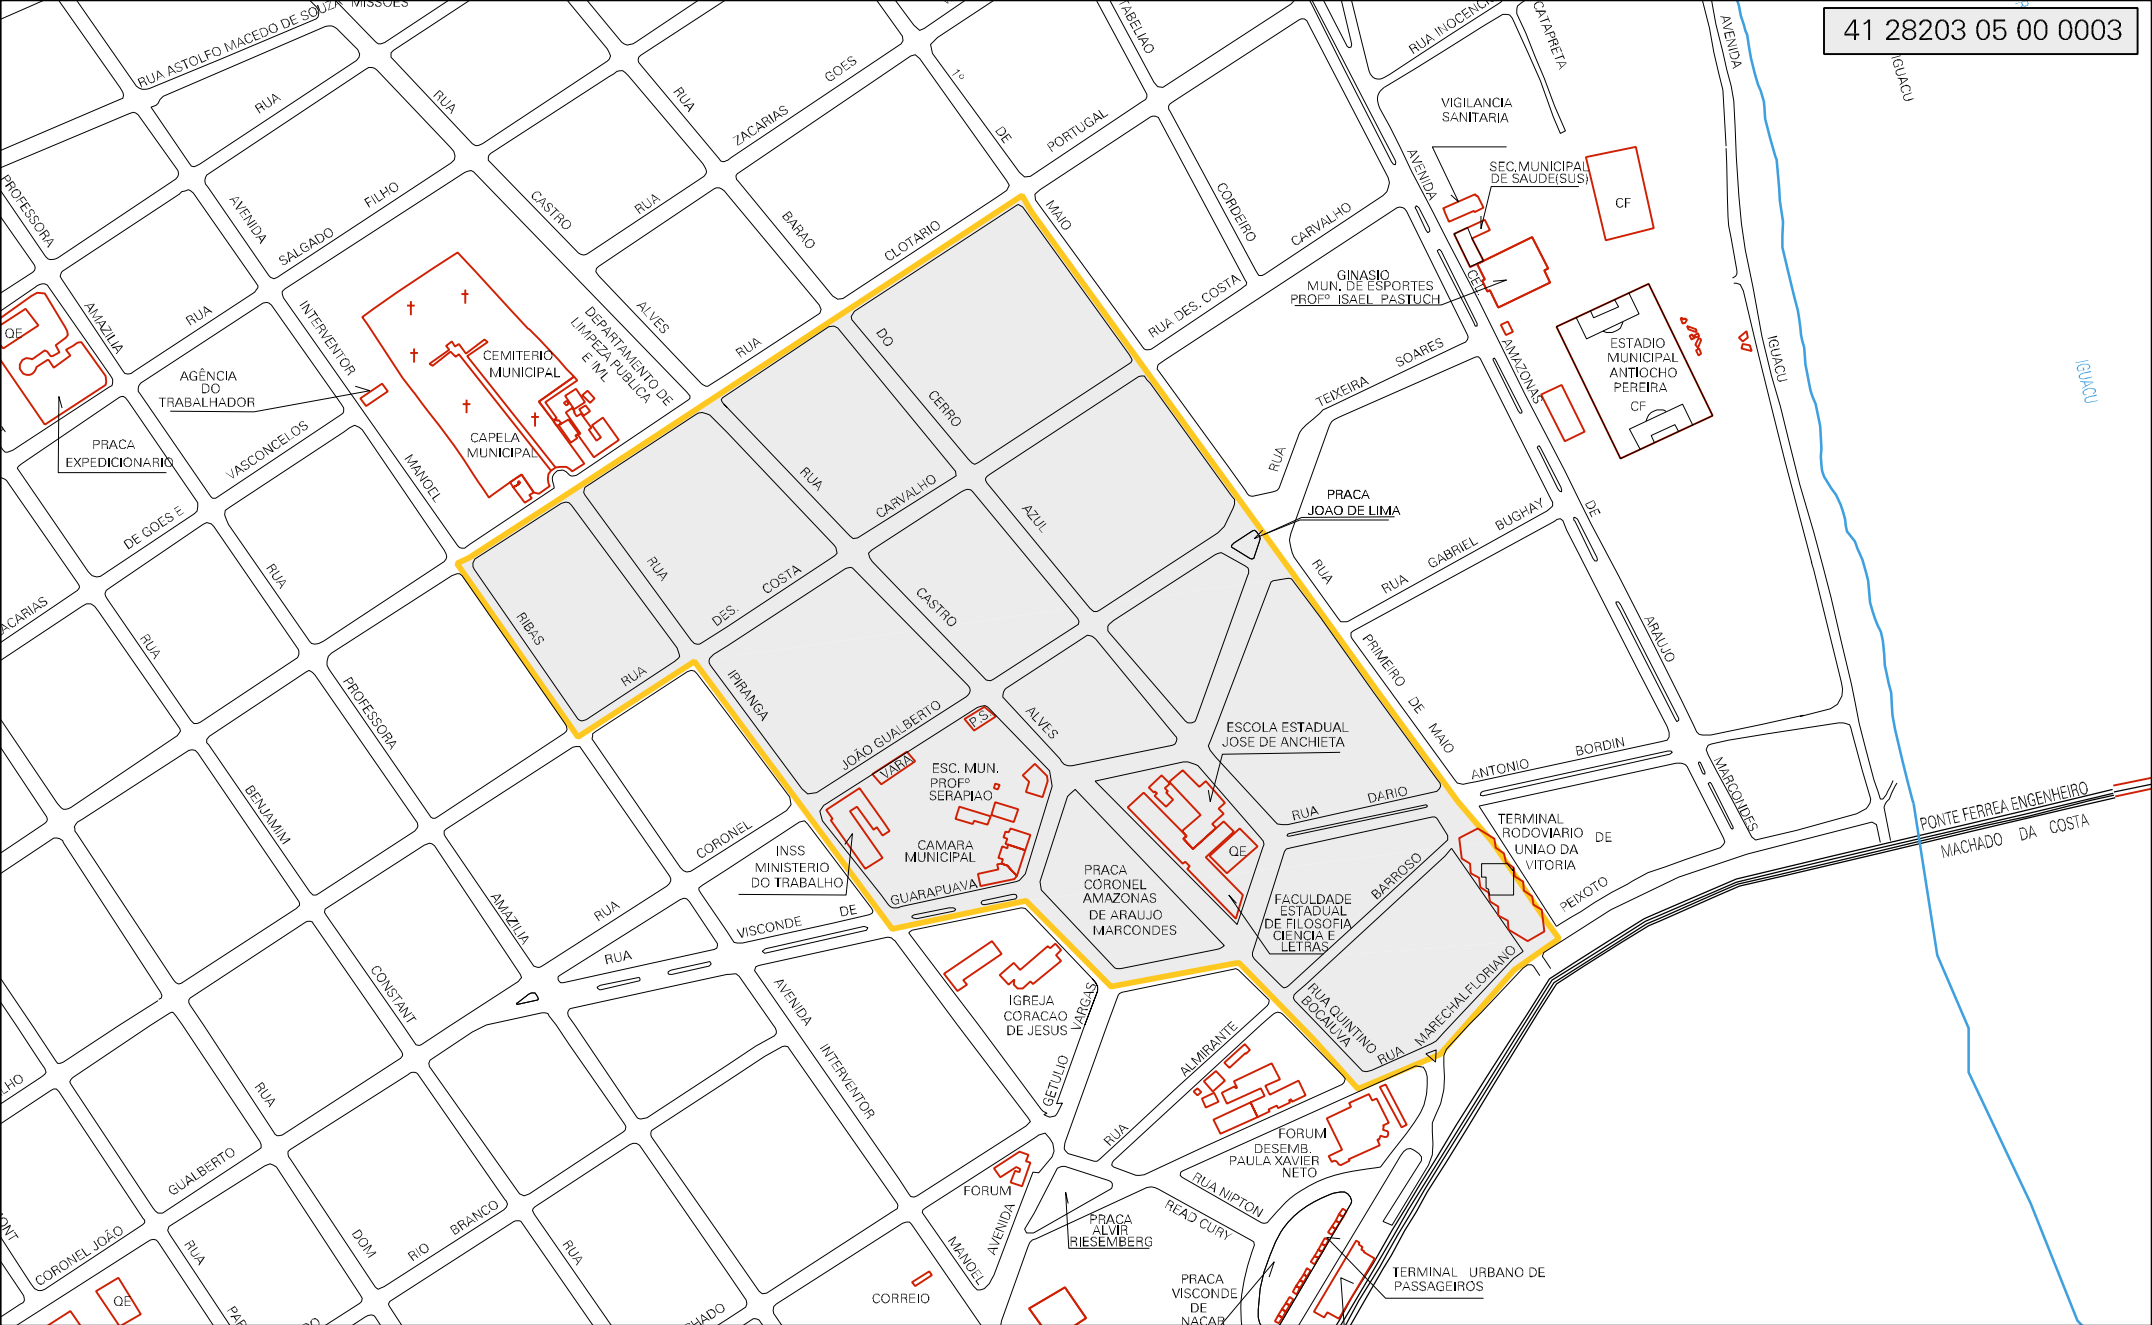 41 28203 05 00 0003
RUA ASTOLFO MACEDO DE SOUZA
MISSOES
RUA
RUA
RUA
GOES
ZACARIAS
1º
DE
TABELIAO
PORTUGAL
RUA INOCENCIO
CATAPRETA
AVENIDA
IGUACU
VIGILANCIA
SANITARIA
SEC.MUNICIPAL
DE SAUDE(SUS)
CF
PROFESSORA
AVENIDA
FILHO
SALGADO
CASTRO
RUA
BARAO
CLOTARIO
MAIO
CORDEIRO
CARVALHO
AVENIDA
CEL
GINASIO
MUN. DE ESPORTES
PROFº ISAEL PASTUCH
RUA DES. COSTA
QE
AMAZILIA
RUA
INTERVENTOR
AGÊNCIA
DO
TRABALHADOR
CEMITERIO
MUNICIPAL
DEPARTAMENTO DE
LIMPEZA PUBLICA
E IML
ALVES
RUA
DO
CERRO
CAPELA
MUNICIPAL
PRACA
EXPEDICIONARIO
VASCONCELOS
MANOEL
DE GOES E
RUA
TEIXEIRA
SOARES
RUA
AMAZONAS
ESTADIO
MUNICIPAL
ANTIOCHO
PEREIRA
CF
IGUACU
IGUACU
RUA
CARVALHO
AZUL
PRACA
JOAO DE LIMA
RUA
GABRIEL
BUGHAY
DE
RUA
ARAUJO
ACARIAS
RUA
RUA
DES.
COSTA
CASTRO
RIBAS
RUA
IPIRANGA
PROFESSORA
JOÃO GUALBERTO
P.S.
ALVES
VARA
ESC. MUN.
PROFº
SERAPIAO
CAMARA
MUNICIPAL
GUARAPUAVA
ESCOLA ESTADUAL
JOSE DE ANCHIETA
PRIMEIRO
DE
MAIO
ANTONIO
BORDIN
RUA
DARIO
MARCONDES
PONTE FERREA ENGENHEIRO
MACHADO DA COSTA
TERMINAL
RODOVIARIO
UNIAO DA
VITORIA
DE
PEIXOTO
BENJAMIM
CORONEL
INSS
MINISTERIO
DO TRABALHO
QE
PRACA
CORONEL
AMAZONAS
DE ARAUJO
MARCONDES
FACULDADE
ESTADUAL
DE FILOSOFIA
CIENCIA E
LETRAS
BARROSO
AMAZILIA
RUA
VISCONDE
DE
RUA
CONSTANT
AVENIDA
INTERVENTOR
IGREJA
CORACAO
DE JESUS
GETULIO
VARGAS
ALMIRANTE
RUA
RUA QUINTINO
BOCAIUVA
RUA
MARECHAL FLORIANO
FORUM
DESEMB.
PAULA XAVIER
NETO
LHO
RUA
GUALBERTO
FORUM
AVENIDA
MANOEL
PRACA
ALVIR
RIESEMBERG
RUA NIPTON
READ CURY
CORONEL JOÃO
RUA
DOM
RIO
BRANCO
RUA
QE
CORREIO
PRACA
VISCONDE
DE
NACAR
TERMINAL URBANO DE
PASSAGEIROS